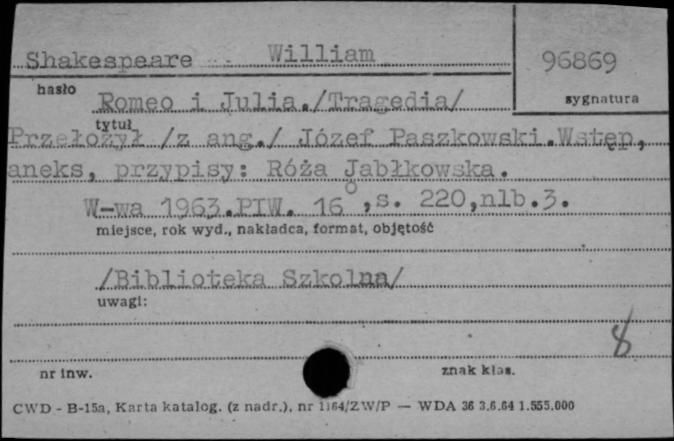 Shakespeare William
96869
hasło
sygnatura
Romeo i Julia./Tragedia/
tytuł
Przełożył /z ang./ Józef Paszkowski.Wstęp,
aneks, przypisy: Róża Jabłkowska.
W-wa 1963.PIW. 16°,s. 220,nlb.3.
miejsce, rok wyd., nakładca, format, objętość
/Biblioteka Szkolna/
uwagi:
8
nr inw.
znak klas.
CWD - B-15a, Karta katalog. (z nadr.), nr 1164/ZW/P — WDA 36 3.6.64 1.555.000